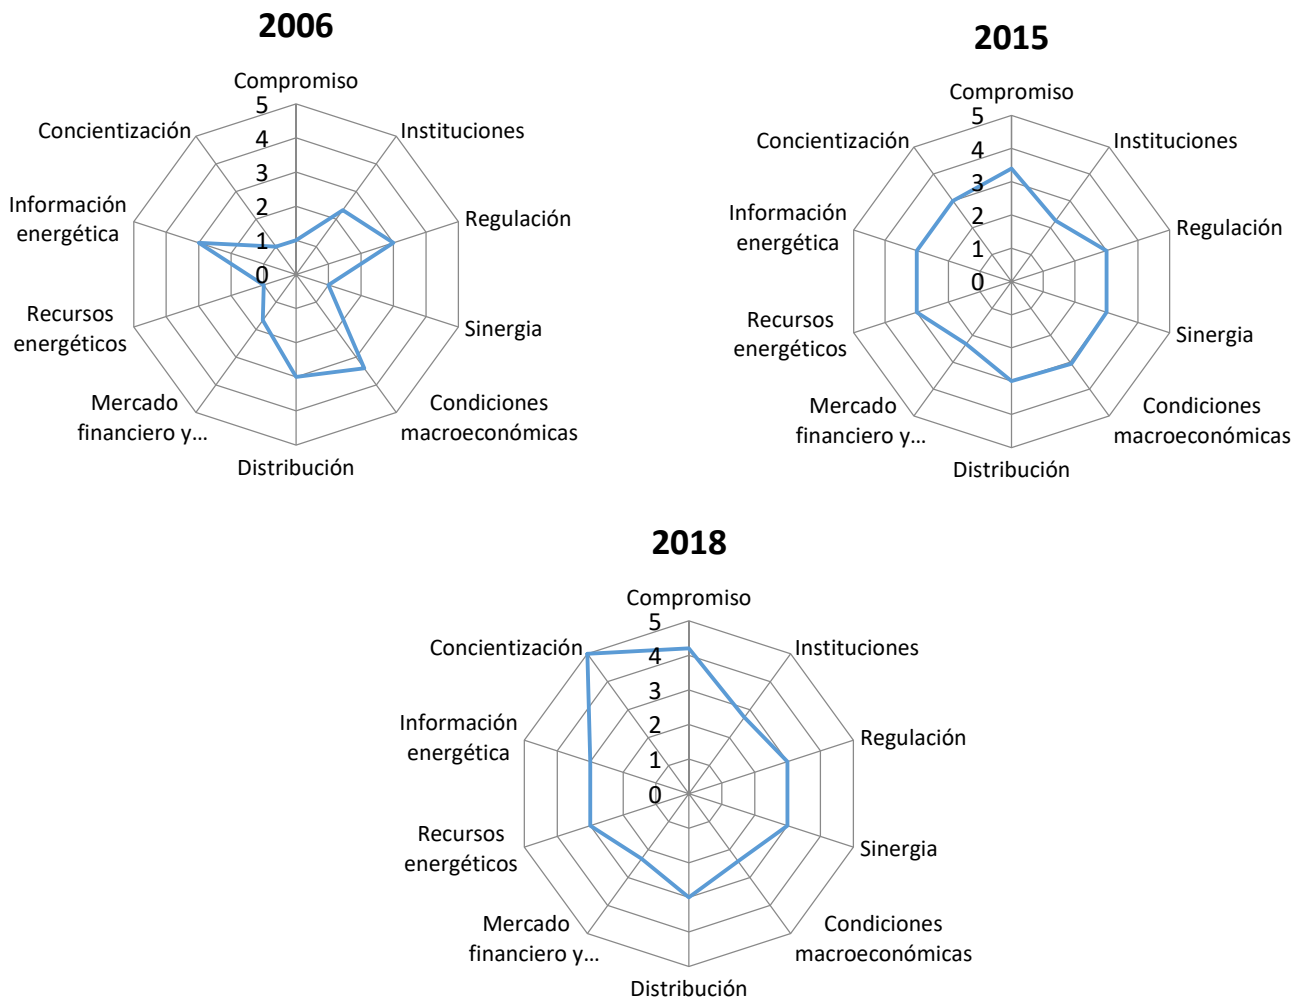 2006
Compromiso
Instituciones
Regulación
Sinergia
Condiciones
macroeconómicas
Distribución
Mercado
financiero y...
Recursos
energéticos
Información
energética
Concientización
5
4
3
2
1
0
2015
Compromiso
Instituciones
Regulación
Sinergia
Condiciones
macroeconómicas
Distribución
Mercado
financiero y...
Recursos
energéticos
Información
energética
Concientización
5
4
3
2
1
0
2018
Compromiso
Instituciones
Regulación
Sinergia
Condiciones
macroeconómicas
Distribución
Mercado
financiero y...
Recursos
energéticos
Información
energética
Concientización
5
4
3
2
1
0